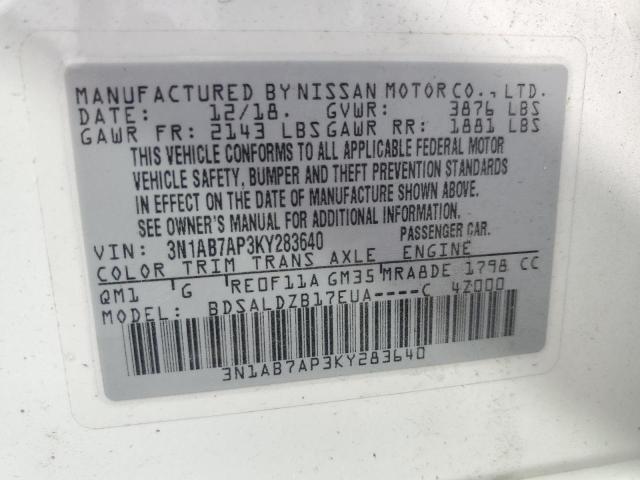 MANUFACTURED BY NISSAN MOTOR CO., LTD.
DATE: 12/18. GVWR: 3876 LBS
GAWR FR: 2143 LBS GAWR RR: 1881 LBS
THIS VEHICLE CONFORMS TO ALL APPLICABLE FEDERAL MOTOR
VEHICLE SAFETY, BUMPER AND THEFT PREVENTION STANDARDS
IN EFFECT ON THE DATE OF MANUFACTURE SHOWN ABOVE.
SEE OWNER'S MANUAL FOR ADDITIONAL INFORMATION.
VIN: 3N1AB7AP3KY283640 PASSENGER CAR.
COLOR TRIM TRANS AXLE ENGINE
QM1 G RE0F11A GM35 MRA8DE 1798 CC
MODEL: BDSALDZB17EUA----C 4Z000
3N1AB7AP3KY283640